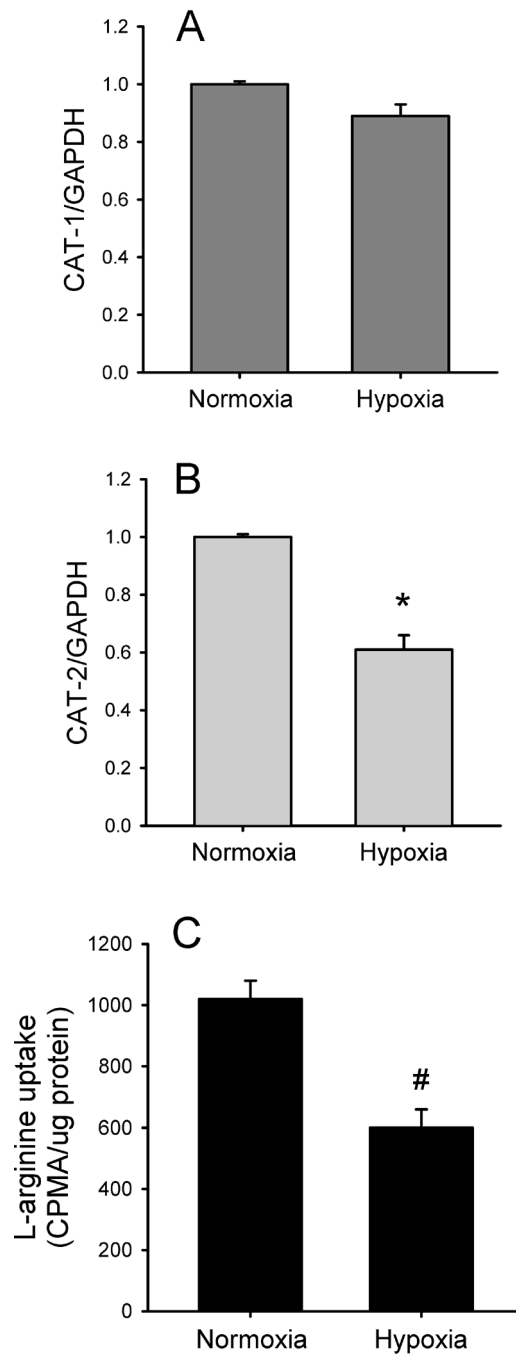 A
CAT-1/GAPDH
1.2
1.0
0.8
0.6
0.4
0.2
0.0
Normoxia Hypoxia
B
CAT-2/GAPDH
1.2
1.0
0.8
0.6
0.4
0.2
0.0
*
Normoxia Hypoxia
C
L-arginine uptake
(CPMA/ug protein)
1200
1000
800
600
400
200
0
#
Normoxia Hypoxia